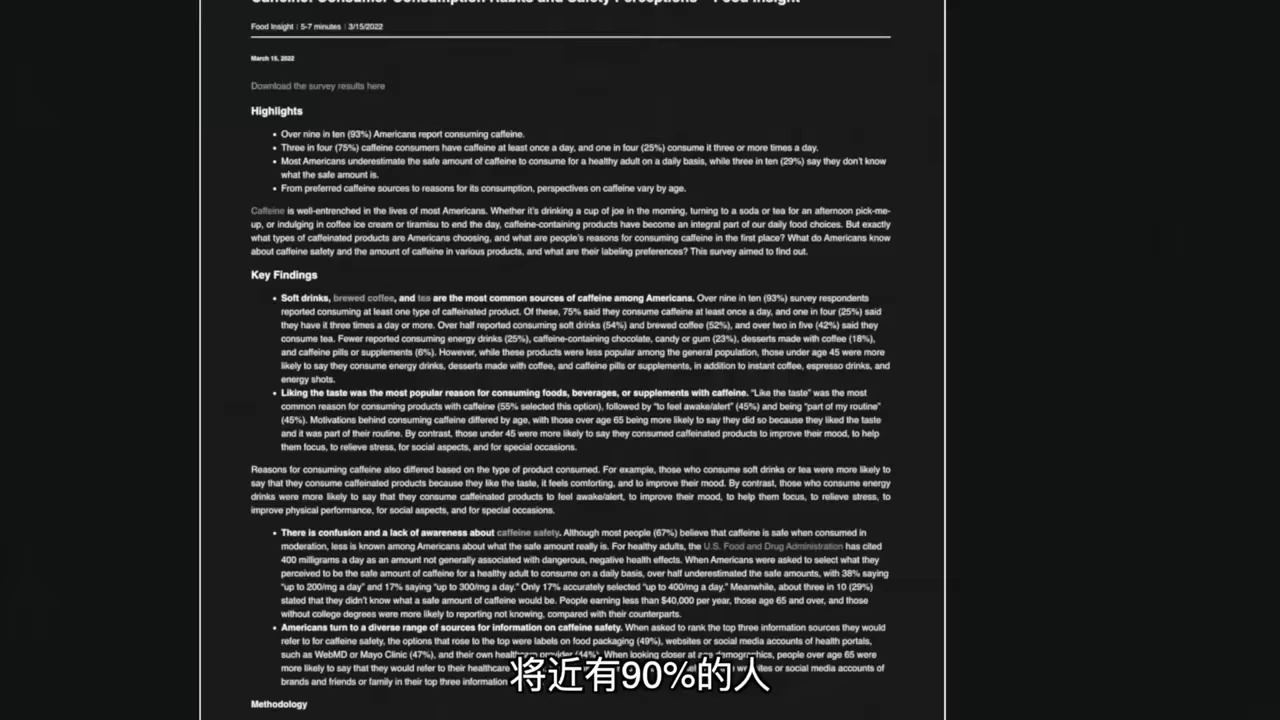 Caffeine: Consumer Consumption Habits and Safety Perceptions – Food Insight
Food Insight | 5-7 minutes | 3/15/2022
March 15, 2022
Download the survey results here
Highlights
• Over nine in ten (93%) Americans report consuming caffeine.
• Three in four (75%) caffeine consumers have caffeine at least once a day, and one in four (25%) consume it three or more times a day.
• Most Americans underestimate the safe amount of caffeine to consume for a healthy adult on a daily basis, while three in ten (29%) say they don't know
what the safe amount is.
• From preferred caffeine sources to reasons for its consumption, perspectives on caffeine vary by age.
Caffeine is well-entrenched in the lives of most Americans. Whether it's drinking a cup of joe in the morning, turning to a soda or tea for an afternoon pick-me-
up, or indulging in coffee ice cream or tiramisu to end the day, caffeine-containing products have become an integral part of our daily food choices. But exactly
what types of caffeinated products are Americans choosing, and what are people's reasons for consuming caffeine in the first place? What do Americans know
about caffeine safety and the amount of caffeine in various products, and what are their labeling preferences? This survey aimed to find out.
Key Findings
• Soft drinks, brewed coffee, and tea are the most common sources of caffeine among Americans. Over nine in ten (93%) survey respondents
reported consuming at least one type of caffeinated product. Of these, 75% said they consume caffeine at least once a day, and one in four (25%) said
they have it three times a day or more. Over half reported consuming soft drinks (54%) and brewed coffee (52%), and over two in five (42%) said they
consume tea. Fewer reported consuming energy drinks (25%), caffeine-containing chocolate, candy or gum (23%), desserts made with coffee (18%),
and caffeine pills or supplements (6%). However, while these products were less popular among the general population, those under age 45 were more
likely to say they consume energy drinks, desserts made with coffee, and caffeine pills or supplements, in addition to instant coffee, espresso drinks, and
energy shots.
• Liking the taste was the most popular reason for consuming foods, beverages, or supplements with caffeine. "Like the taste" was the most
common reason for consuming products with caffeine (55% selected this option), followed by "to feel awake/alert" (45%) and being "part of my routine"
(45%). Motivations behind consuming caffeine differed by age, with those over age 65 being more likely to say they did so because they liked the taste
and it was part of their routine. By contrast, those under 45 were more likely to say they consumed caffeinated products to improve their mood, to help
them focus, to relieve stress, for social aspects, and for special occasions.
Reasons for consuming caffeine also differed based on the type of product consumed. For example, those who consume soft drinks or tea were more likely to
say that they consume caffeinated products because they like the taste, it feels comforting, and to improve their mood. By contrast, those who consume energy
drinks were more likely to say that they consume caffeinated products to feel awake/alert, to improve their mood, to help them focus, to relieve stress, to
improve physical performance, for social aspects, and for special occasions.
• There is confusion and a lack of awareness about caffeine safety. Although most people (67%) believe that caffeine is safe when consumed in
moderation, less is known among Americans about what the safe amount really is. For healthy adults, the U.S. Food and Drug Administration has cited
400 milligrams a day as an amount not generally associated with dangerous, negative health effects. When Americans were asked to select what they
perceived to be the safe amount of caffeine for a healthy adult to consume on a daily basis, over half underestimated the safe amounts, with 38% saying
"up to 200/mg a day" and 17% saying "up to 300/mg a day." Only 17% accurately selected "up to 400/mg a day." Meanwhile, about three in 10 (29%)
stated that they didn't know what a safe amount of caffeine would be. People earning less than $40,000 per year, those age 65 and over, and those
without college degrees were more likely to reporting not knowing, compared with their counterparts.
• Americans turn to a diverse range of sources for information on caffeine safety. When asked to rank the top three information sources they would
refer to for caffeine safety, the options that rose to the top were labels on food packaging (49%), websites or social media accounts of health portals,
such as WebMD or Mayo Clinic (47%), and their own healthcare provider (44%). When looking closer at age demographics, people over age 65 were
more likely to say that they would refer to their healthcare websites or social media accounts of
brands and friends or family in their top three information
将近有90%的人
Methodology